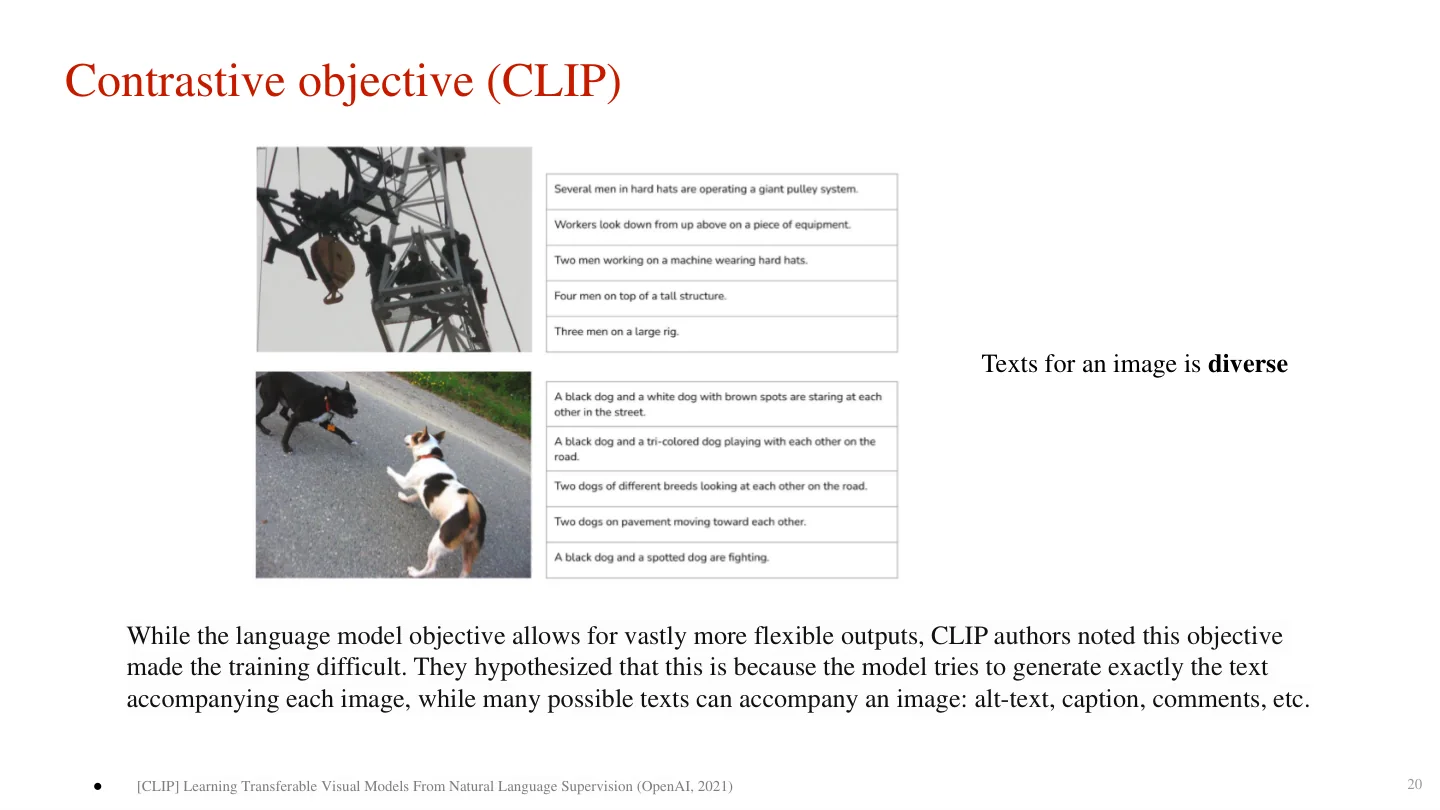 Contrastive objective (CLIP)
Several men in hard hats are operating a giant pulley system.
Workers look down from up above on a piece of equipment.
Two men working on a machine wearing hard hats.
Four men on top of a tall structure.
Three men on a large rig.
Texts for an image is diverse
A black dog and a white dog with brown spots are staring at each
other in the street.
A black dog and a tri-colored dog playing with each other on the
road.
Two dogs of different breeds looking at each other on the road.
Two dogs on pavement moving toward each other.
A black dog and a spotted dog are fighting.
While the language model objective allows for vastly more flexible outputs, CLIP authors noted this objective
made the training difficult. They hypothesized that this is because the model tries to generate exactly the text
accompanying each image, while many possible texts can accompany an image: alt-text, caption, comments, etc.
● [CLIP] Learning Transferable Visual Models From Natural Language Supervision (OpenAI, 2021)
20